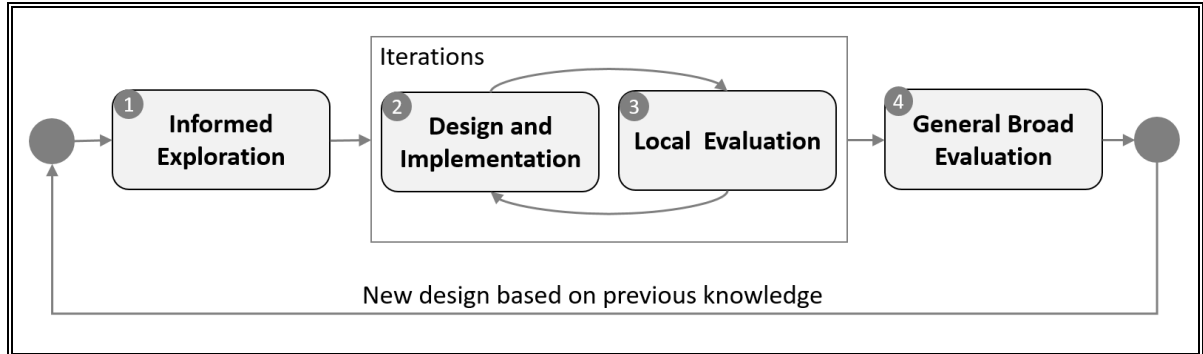 Iterations
1
Informed
Exploration
2
Design and
Implementation
3
Local Evaluation
4
General Broad
Evaluation
New design based on previous knowledge